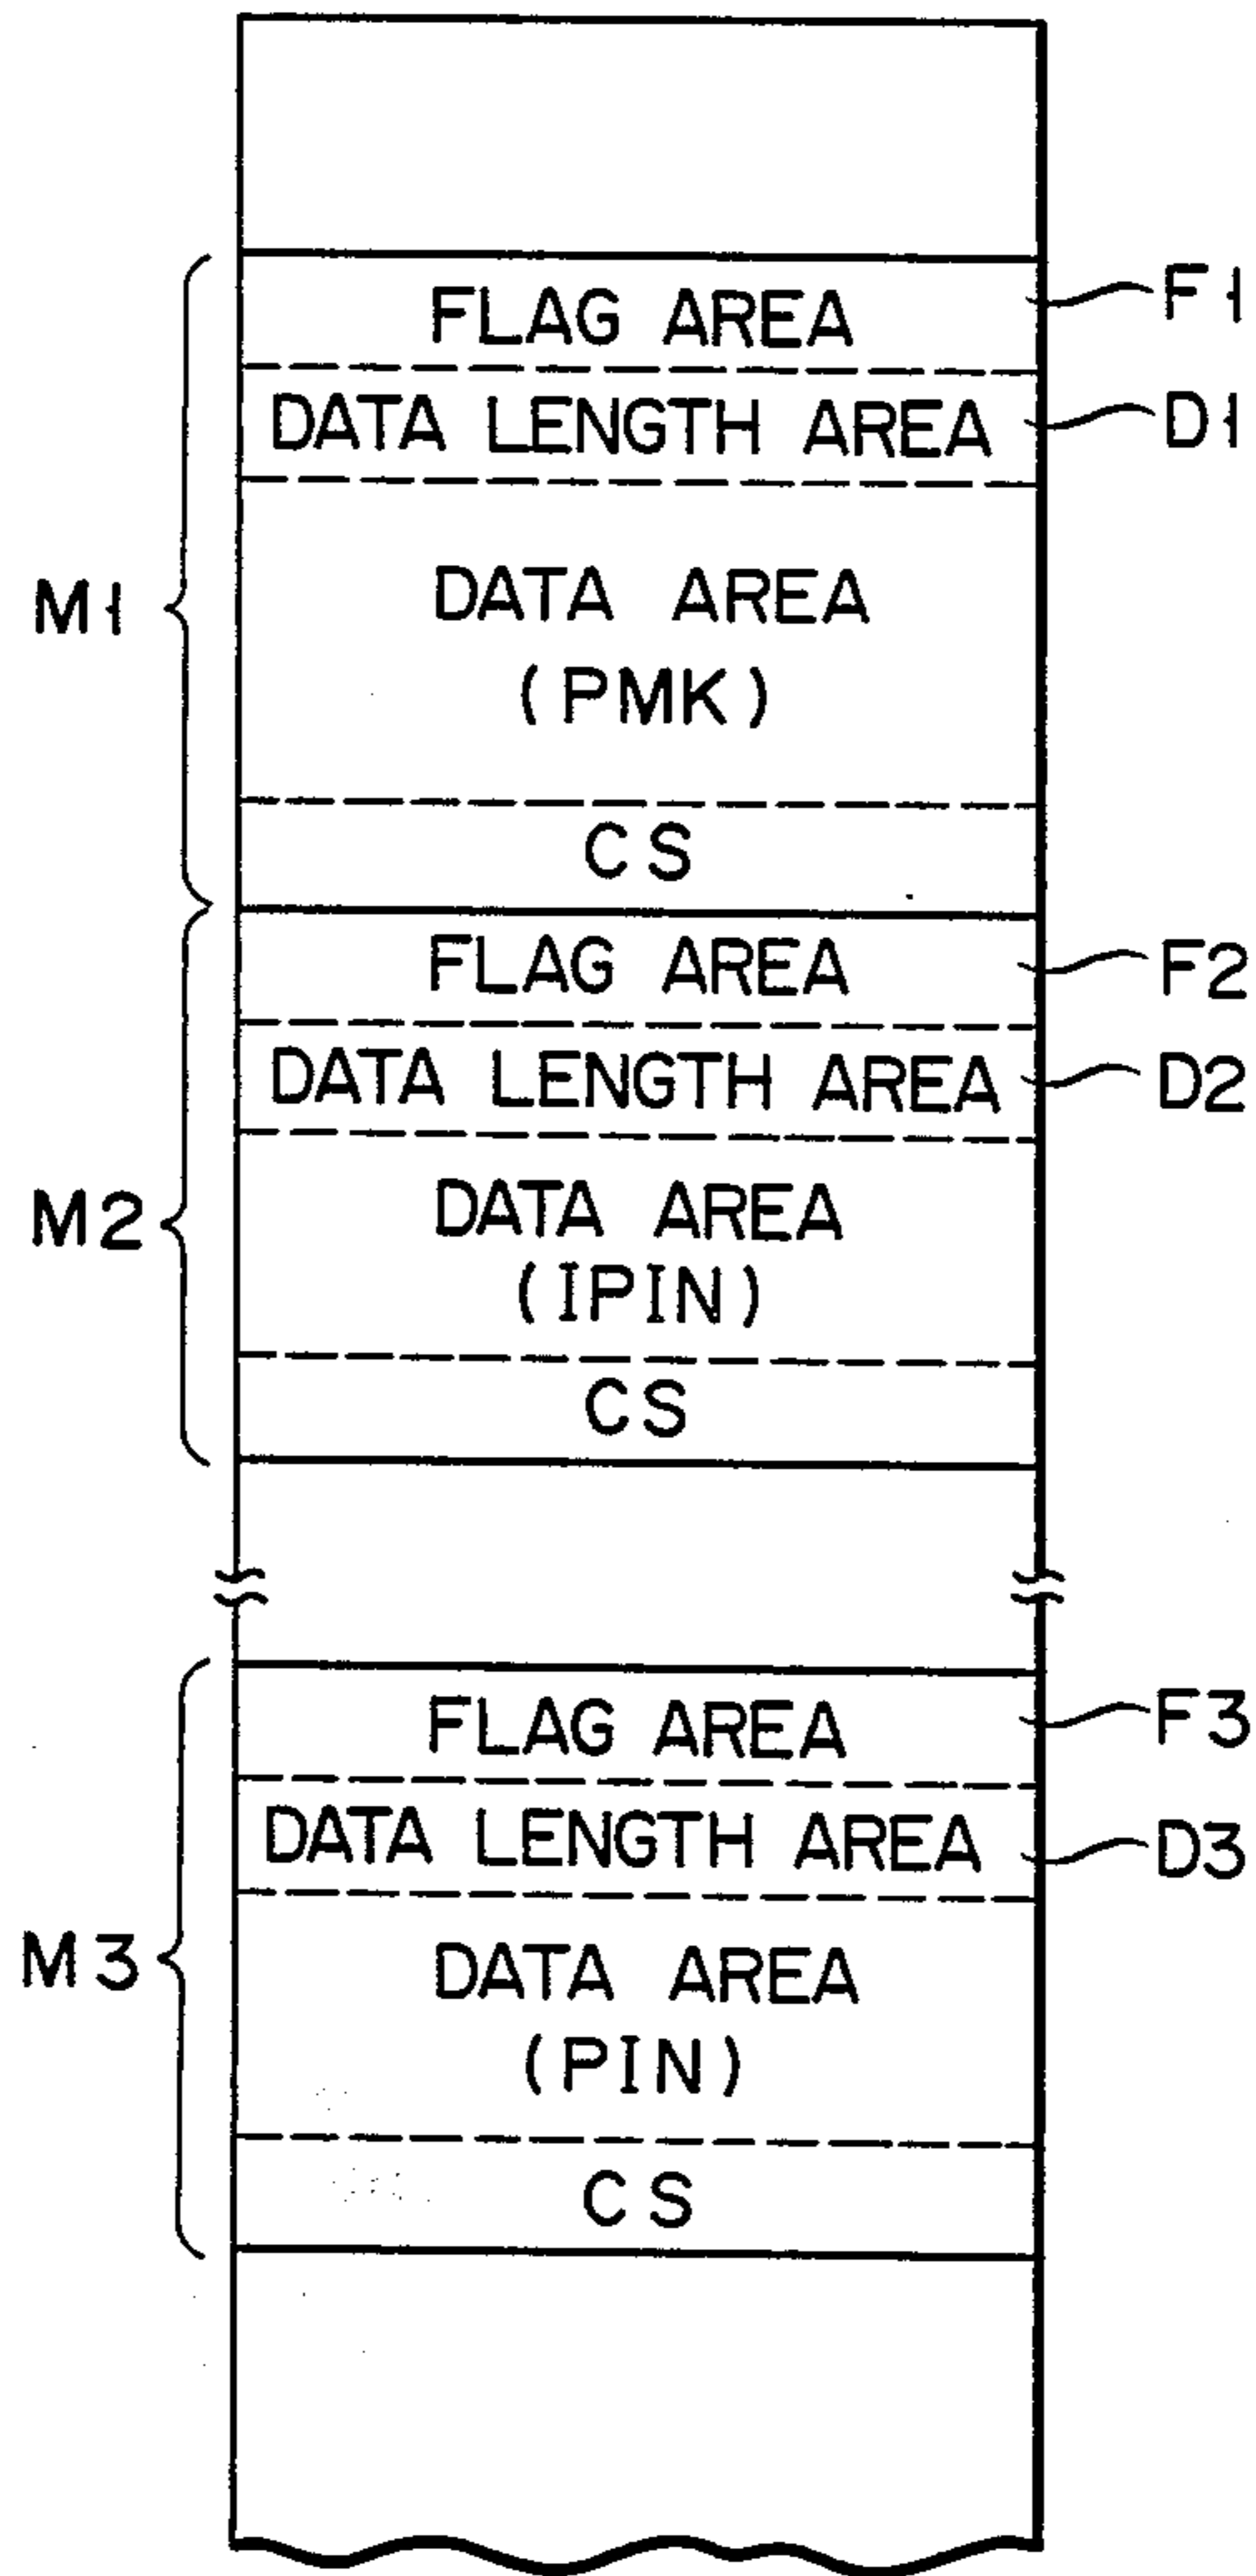 FLAG AREA F1
DATA LENGTH AREA D1
DATA AREA
M1
(PMK)
CS
FLAG AREA F2
DATA LENGTH AREA D2
DATA AREA
M2
(IPIN)
CS
FLAG AREA F3
DATA LENGTH AREA D3
DATA AREA
M3
(PIN)
CS